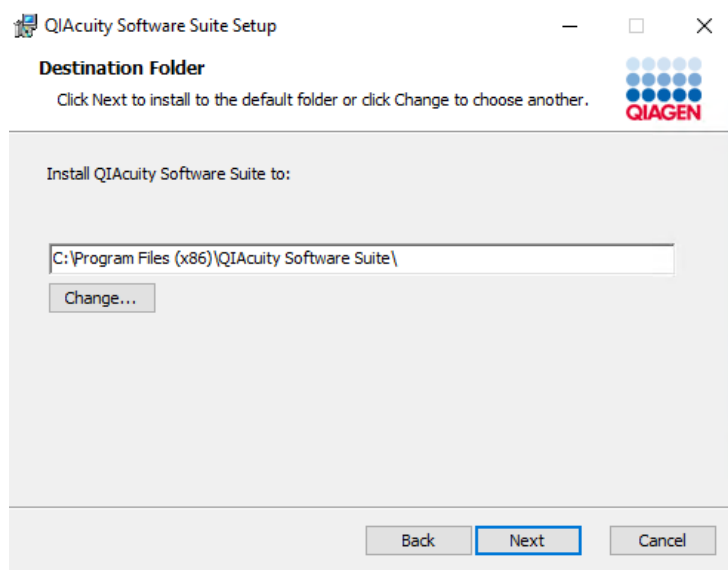 QIAcuity Software Suite Setup
Destination Folder
Click Next to install to the default folder or click Change to choose another.
QIAGEN
Install QIAcuity Software Suite to:
C:\Program Files (x86)\QIAcuity Software Suite\
Change...
Back Next Cancel